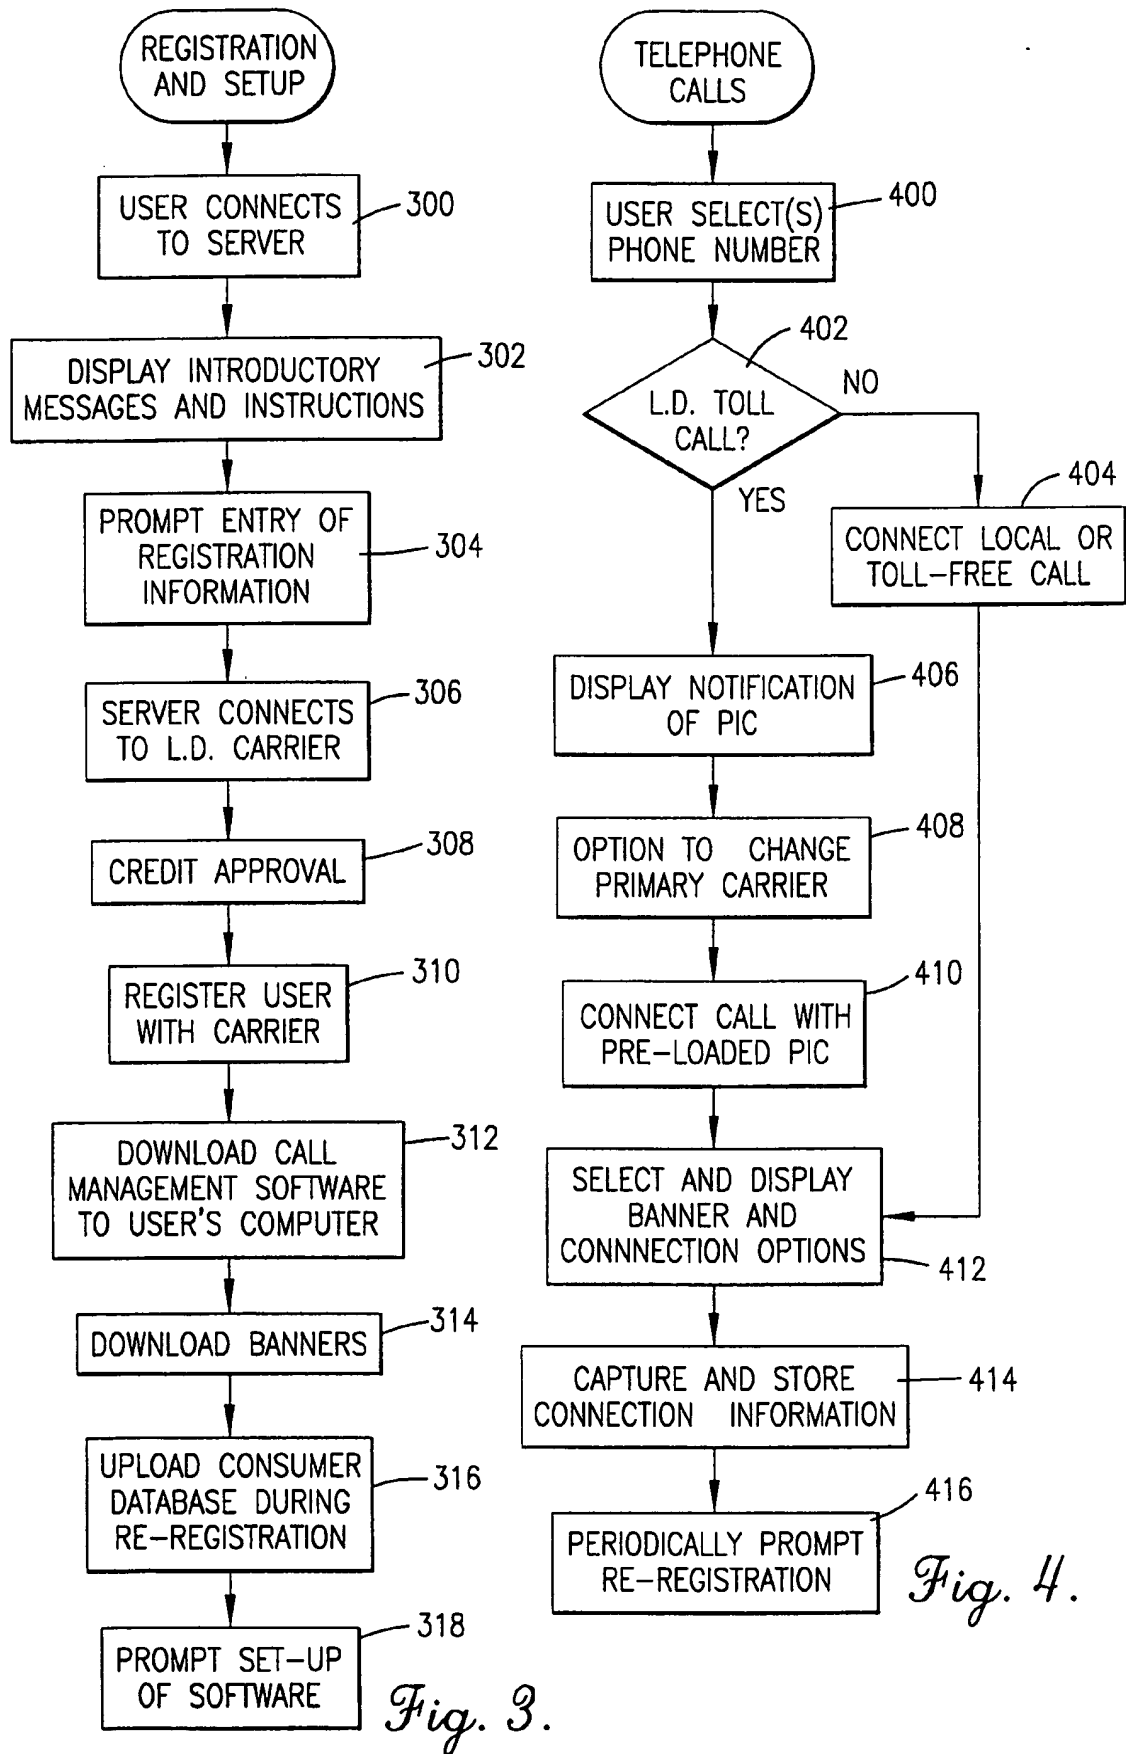 REGISTRATION
AND SETUP
USER CONNECTS
TO SERVER
300
DISPLAY INTRODUCTORY
MESSAGES AND INSTRUCTIONS
302
PROMPT ENTRY OF
REGISTRATION
INFORMATION
304
SERVER CONNECTS
TO L.D. CARRIER
306
CREDIT APPROVAL
308
REGISTER USER
WITH CARRIER
310
DOWNLOAD CALL
MANAGEMENT SOFTWARE
TO USER'S COMPUTER
312
DOWNLOAD BANNERS
314
UPLOAD CONSUMER
DATABASE DURING
RE-REGISTRATION
316
PROMPT SET-UP
OF SOFTWARE
318
Fig. 3.
TELEPHONE
CALLS
USER SELECT(S)
PHONE NUMBER
400
L.D. TOLL
CALL?
402
NO
YES
CONNECT LOCAL OR
TOLL-FREE CALL
404
DISPLAY NOTIFICATION
OF PIC
406
OPTION TO CHANGE
PRIMARY CARRIER
408
CONNECT CALL WITH
PRE-LOADED PIC
410
SELECT AND DISPLAY
BANNER AND
CONNNECTION OPTIONS
412
CAPTURE AND STORE
CONNECTION INFORMATION
414
PERIODICALLY PROMPT
RE-REGISTRATION
416
Fig. 4.